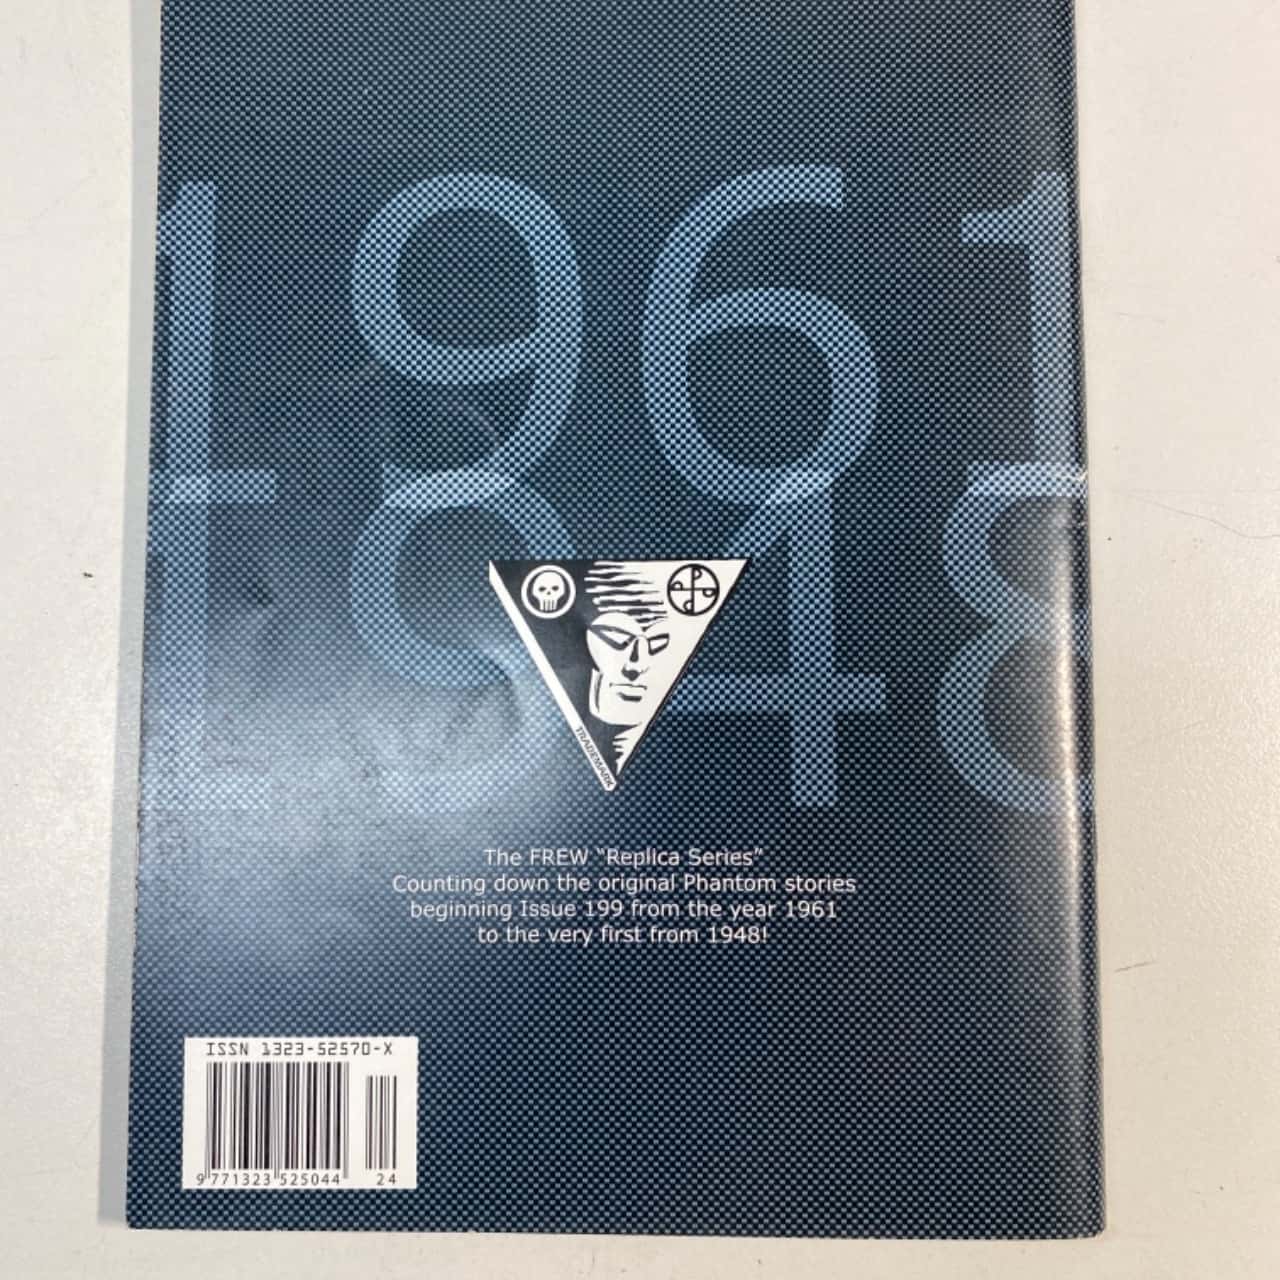 1961
1948
TRADEMARK
The FREW “Replica Series”
Counting down the original Phantom stories
beginning Issue 199 from the year 1961
to the very first from 1948!
ISSN 1323-52570-X
9 771323 525044 24